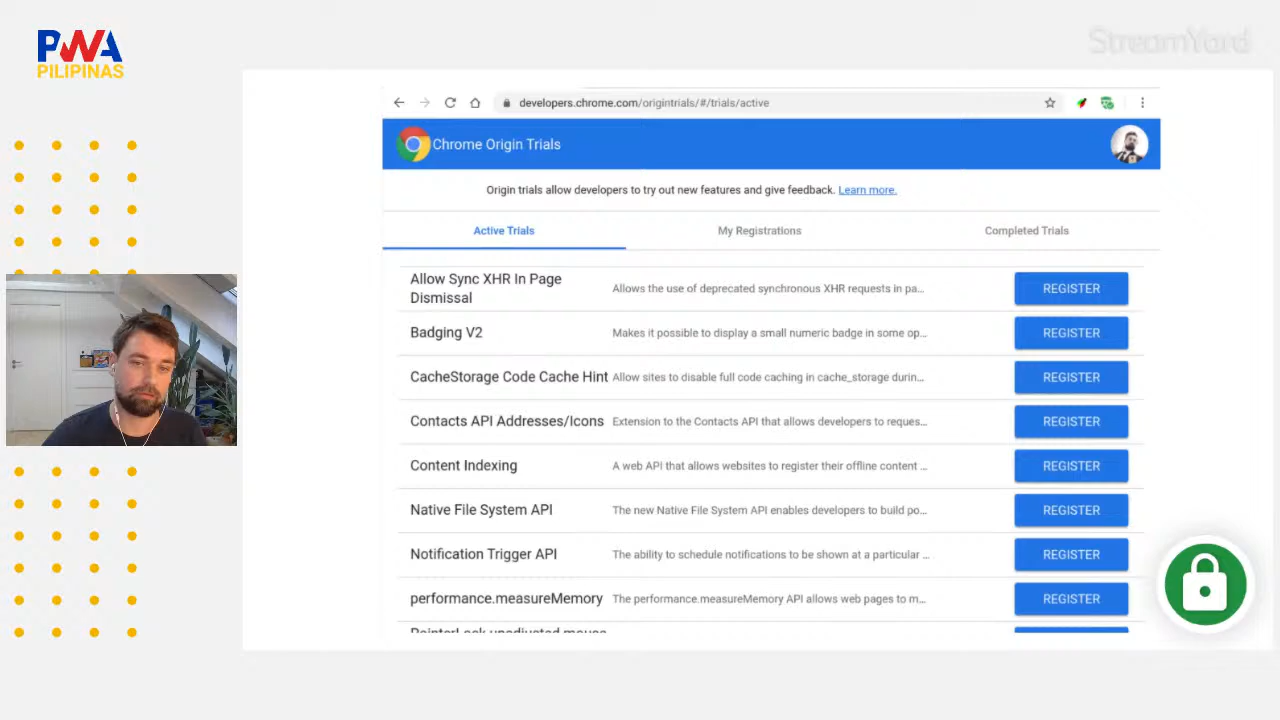 PWA
PILIPINAS
StreamYard
developers.chrome.com/origintrials/#/trials/active
Chrome Origin Trials
Origin trials allow developers to try out new features and give feedback. Learn more.
Active Trials
My Registrations
Completed Trials
Allow Sync XHR In Page
Dismissal
Allows the use of deprecated synchronous XHR requests in pa...
REGISTER
Badging V2
Makes it possible to display a small numeric badge in some op...
REGISTER
CacheStorage Code Cache Hint
Allow sites to disable full code caching in cache_storage durin...
REGISTER
Contacts API Addresses/Icons
Extension to the Contacts API that allows developers to reques...
REGISTER
Content Indexing
A web API that allows websites to register their offline content ...
REGISTER
Native File System API
The new Native File System API enables developers to build po...
REGISTER
Notification Trigger API
The ability to schedule notifications to be shown at a particular ...
REGISTER
performance.measureMemory
The performance.measureMemory API allows web pages to m...
REGISTER